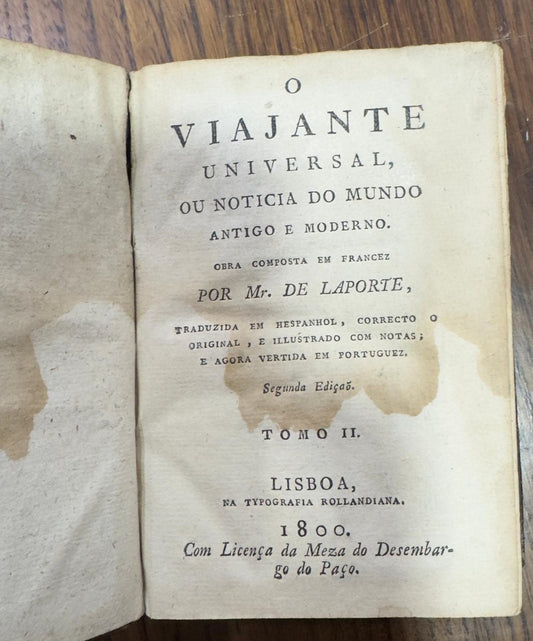 O
VIAJANTE
UNIVERSAL,
OU NOTICIA DO MUNDO
ANTIGO E MODERNO.
OBRA COMPOSTA EM FRANCEZ
POR Mr. DE LAPORTE,
TRADUZIDA EM HESPANHOL, CORRECTO O
ORIGINAL, E ILLUSTRADO COM NOTAS;
E AGORA VERTIDA EM PORTUGUEZ.
Segunda Ediçaõ.
TOMO II.
LISBOA,
NA TYPOGRAFIA ROLLANDIANA.
1800.
Com Licença da Meza do Desembar-
go do Paço.